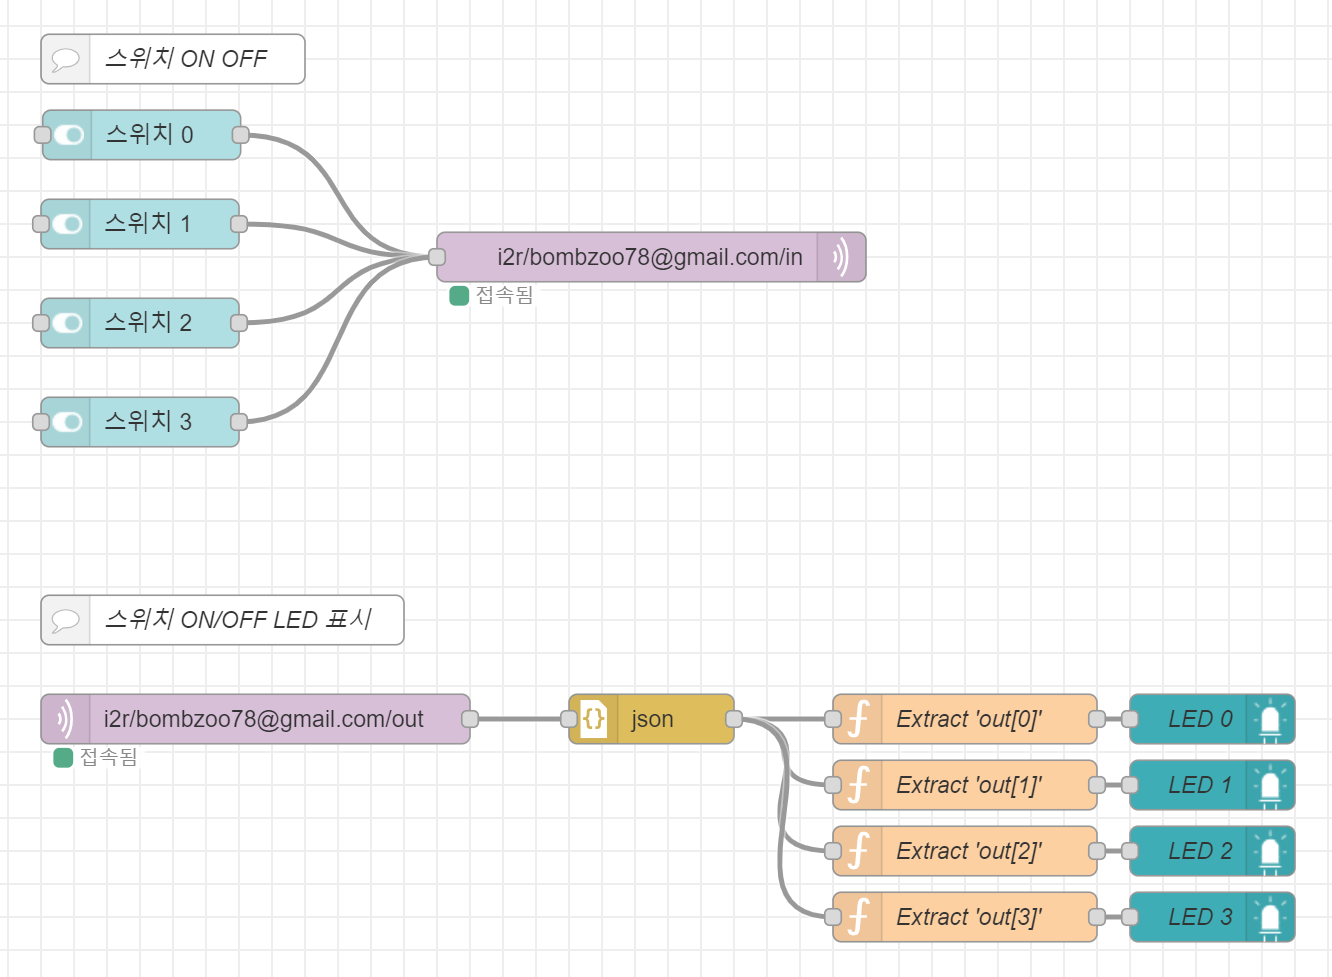 스위치 ON OFF
스위치 0
스위치 1
i2r/bombzoo78@gmail.com/in
접속됨
스위치 2
스위치 3
스위치 ON/OFF LED 표시
i2r/bombzoo78@gmail.com/out
접속됨
json
Extract 'out[0]'
LED 0
Extract 'out[1]'
LED 1
Extract 'out[2]'
LED 2
Extract 'out[3]'
LED 3